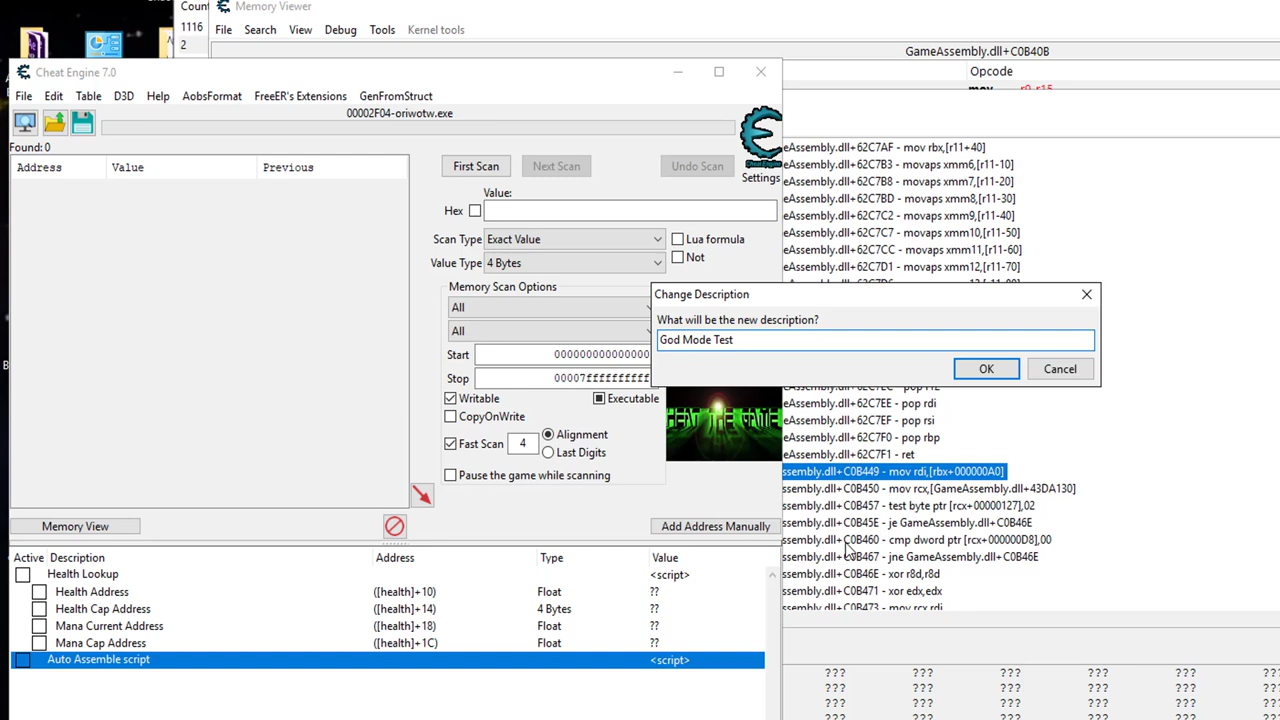 Count
1116
2
Memory Viewer
File Search View Debug Tools Kernel tools
GameAssembly.dll+C0B40B
Opcode
mov r9,r15
Cheat Engine 7.0
File Edit Table D3D Help AobsFormat FreeER's Extensions GenFromStruct
00002F04-oriwotw.exe
Found: 0
Address Value Previous
First Scan Next Scan Undo Scan
Settings
Value:
Hex
Scan Type Exact Value Lua formula
Value Type 4 Bytes Not
Memory Scan Options
All
All
Start 00000000000000
Stop 00007ffffffffff
Writable Executable
CopyOnWrite
Fast Scan 4 Alignment
Last Digits
Pause the game while scanning
HEAT THE GAME
Memory View Add Address Manually
Active Description Address Type Value
Health Lookup <script>
Health Address ([health]+10) Float ??
Health Cap Address ([health]+14) 4 Bytes ??
Mana Current Address ([health]+18) Float ??
Mana Cap Address ([health]+1C) Float ??
Auto Assemble script <script>
eAssembly.dll+62C7AF - mov rbx,[r11+40]
eAssembly.dll+62C7B3 - movaps xmm6,[r11-10]
eAssembly.dll+62C7B8 - movaps xmm7,[r11-20]
eAssembly.dll+62C7BD - movaps xmm8,[r11-30]
eAssembly.dll+62C7C2 - movaps xmm9,[r11-40]
eAssembly.dll+62C7C7 - movaps xmm10,[r11-50]
eAssembly.dll+62C7CC - movaps xmm11,[r11-60]
eAssembly.dll+62C7D1 - movaps xmm12,[r11-70]
Change Description
What will be the new description?
God Mode Test
OK Cancel
eAssembly.dll+62C7EE - pop rdi
eAssembly.dll+62C7EF - pop rsi
eAssembly.dll+62C7F0 - pop rbp
eAssembly.dll+62C7F1 - ret
ssembly.dll+C0B449 - mov rdi,[rbx+000000A0]
ssembly.dll+C0B450 - mov rcx,[GameAssembly.dll+43DA130]
ssembly.dll+C0B457 - test byte ptr [rcx+00000127],02
ssembly.dll+C0B45E - je GameAssembly.dll+C0B46E
ssembly.dll+C0B460 - cmp dword ptr [rcx+000000D8],00
ssembly.dll+C0B467 - jne GameAssembly.dll+C0B46E
ssembly.dll+C0B46E - xor r8d,r8d
ssembly.dll+C0B471 - xor edx,edx
ssembly.dll+C0B473 - mov rcx,rdi
??? ??? ??? ??? ??? ???
??? ??? ??? ??? ??? ???
??? ??? ??? ??? ??? ???